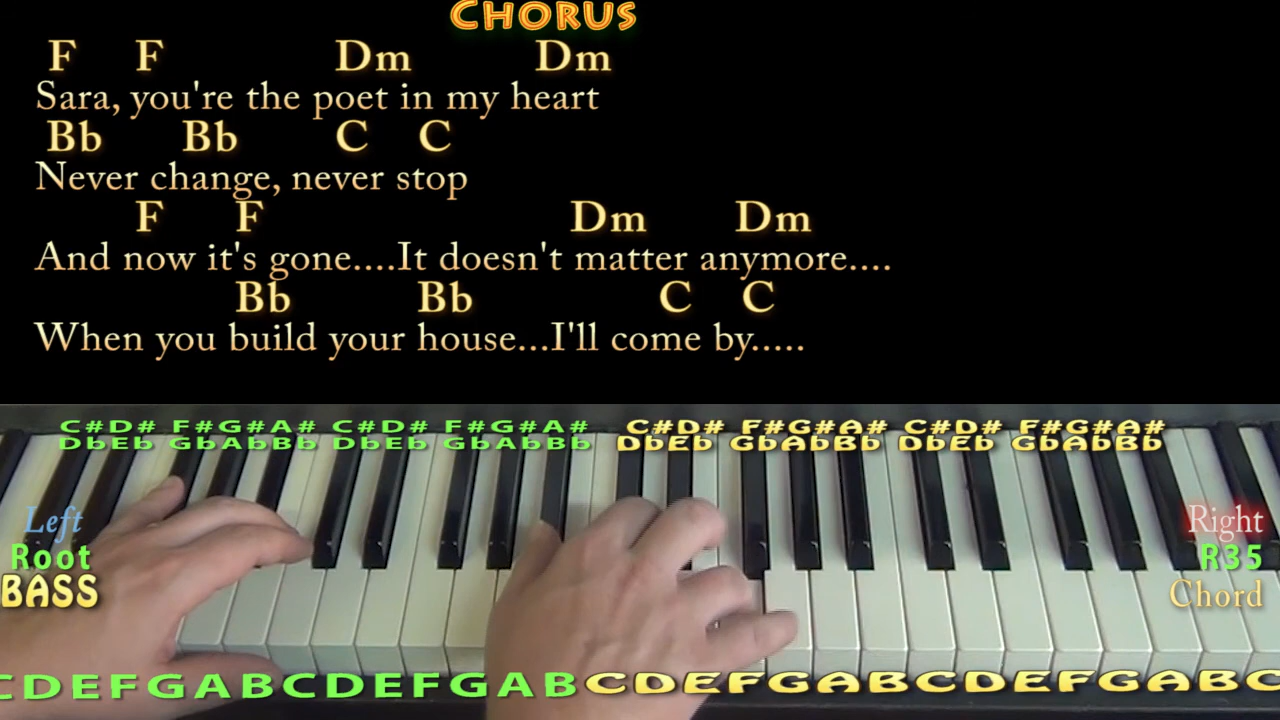 CHORUS
F F Dm Dm
Sara, you're the poet in my heart
Bb Bb C C
Never change, never stop
F F Dm Dm
And now it's gone....It doesn't matter anymore....
Bb Bb C C
When you build your house...I'll come by.....
C#D# F#G#A# C#D# F#G#A# C#D# F#G#A# C#D# F#G#A#
DbEb GbAbBb DbEb GbAbBb DbEb GbAbBb DbEb GbAbBb
Left
Root
BASS
Right
R35
Chord
CDEFGABCDEFGABCDEFGABCDEFGABC